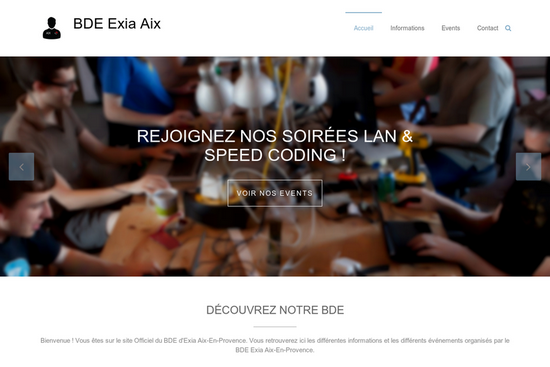 BDE Exia Aix
Accueil Informations Events Contact
REJOIGNEZ NOS SOIRÉES LAN &
SPEED CODING !
VOIR NOS EVENTS
DÉCOUVREZ NOTRE BDE
Bienvenue ! Vous êtes sur le site Officiel du BDE d'Exia Aix-En-Provence. Vous retrouverez ici les différentes informations et les différents événements organisés par le
BDE Exia Aix-En-Provence.